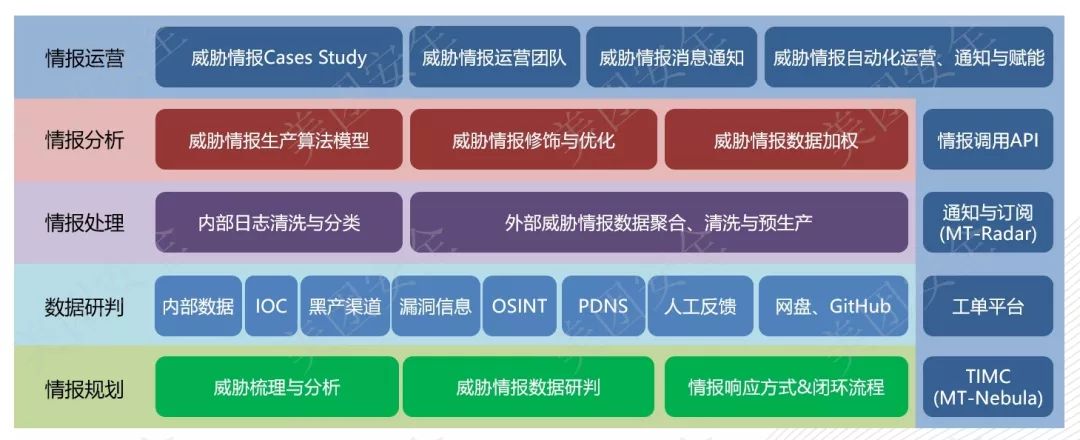 情报运营
威胁情报Cases Study
威胁情报运营团队
威胁情报消息通知
威胁情报自动化运营、通知与赋能
情报分析
威胁情报生产算法模型
威胁情报修饰与优化
威胁情报数据加权
情报调用API
情报处理
内部日志清洗与分类
外部威胁情报数据聚合、清洗与预生产
通知与订阅
(MT-Radar)
数据研判
内部数据
IOC
黑产渠道
漏洞信息
OSINT
PDNS
人工反馈
网盘、GitHub
工单平台
情报规划
威胁梳理与分析
威胁情报数据研判
情报响应方式&闭环流程
TIMC
(MT-Nebula)
美团安全